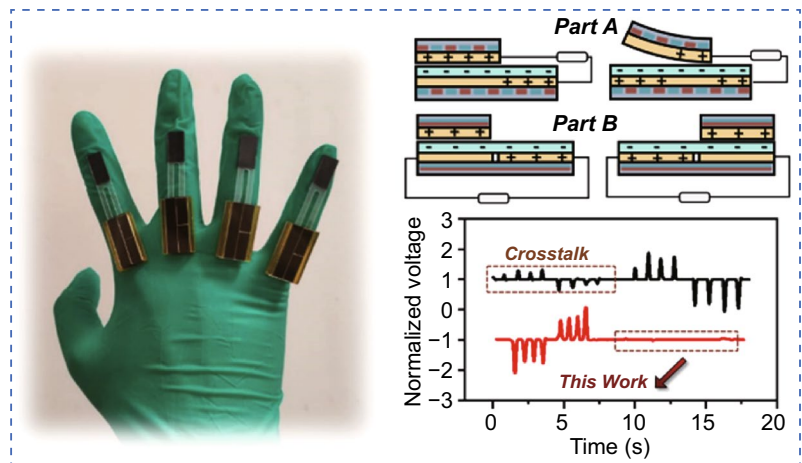 Part A
Part B
Normalized voltage
3
2
1
0
−1
−2
−3
Crosstalk
This Work
0 5 10 15 20
Time (s)